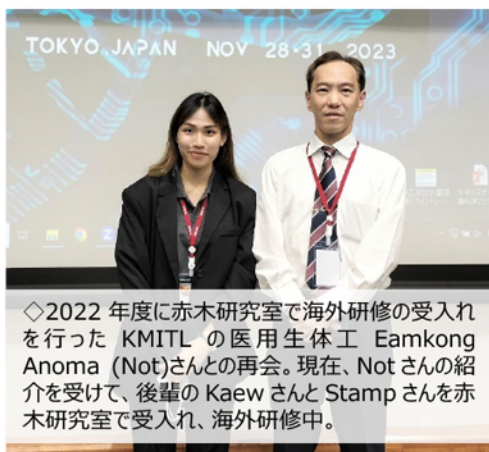 TOKYO.JAPAN NOV 28-31, 2023
◇2022 年度に赤木研究室で海外研修の受入れ
を行った KMITL の医用生体工 Eamkong
Anoma (Not)さんとの再会。現在、Not さんの紹
介を受けて、後輩の Kaew さんと Stamp さんを赤
木研究室で受入れ、海外研修中。